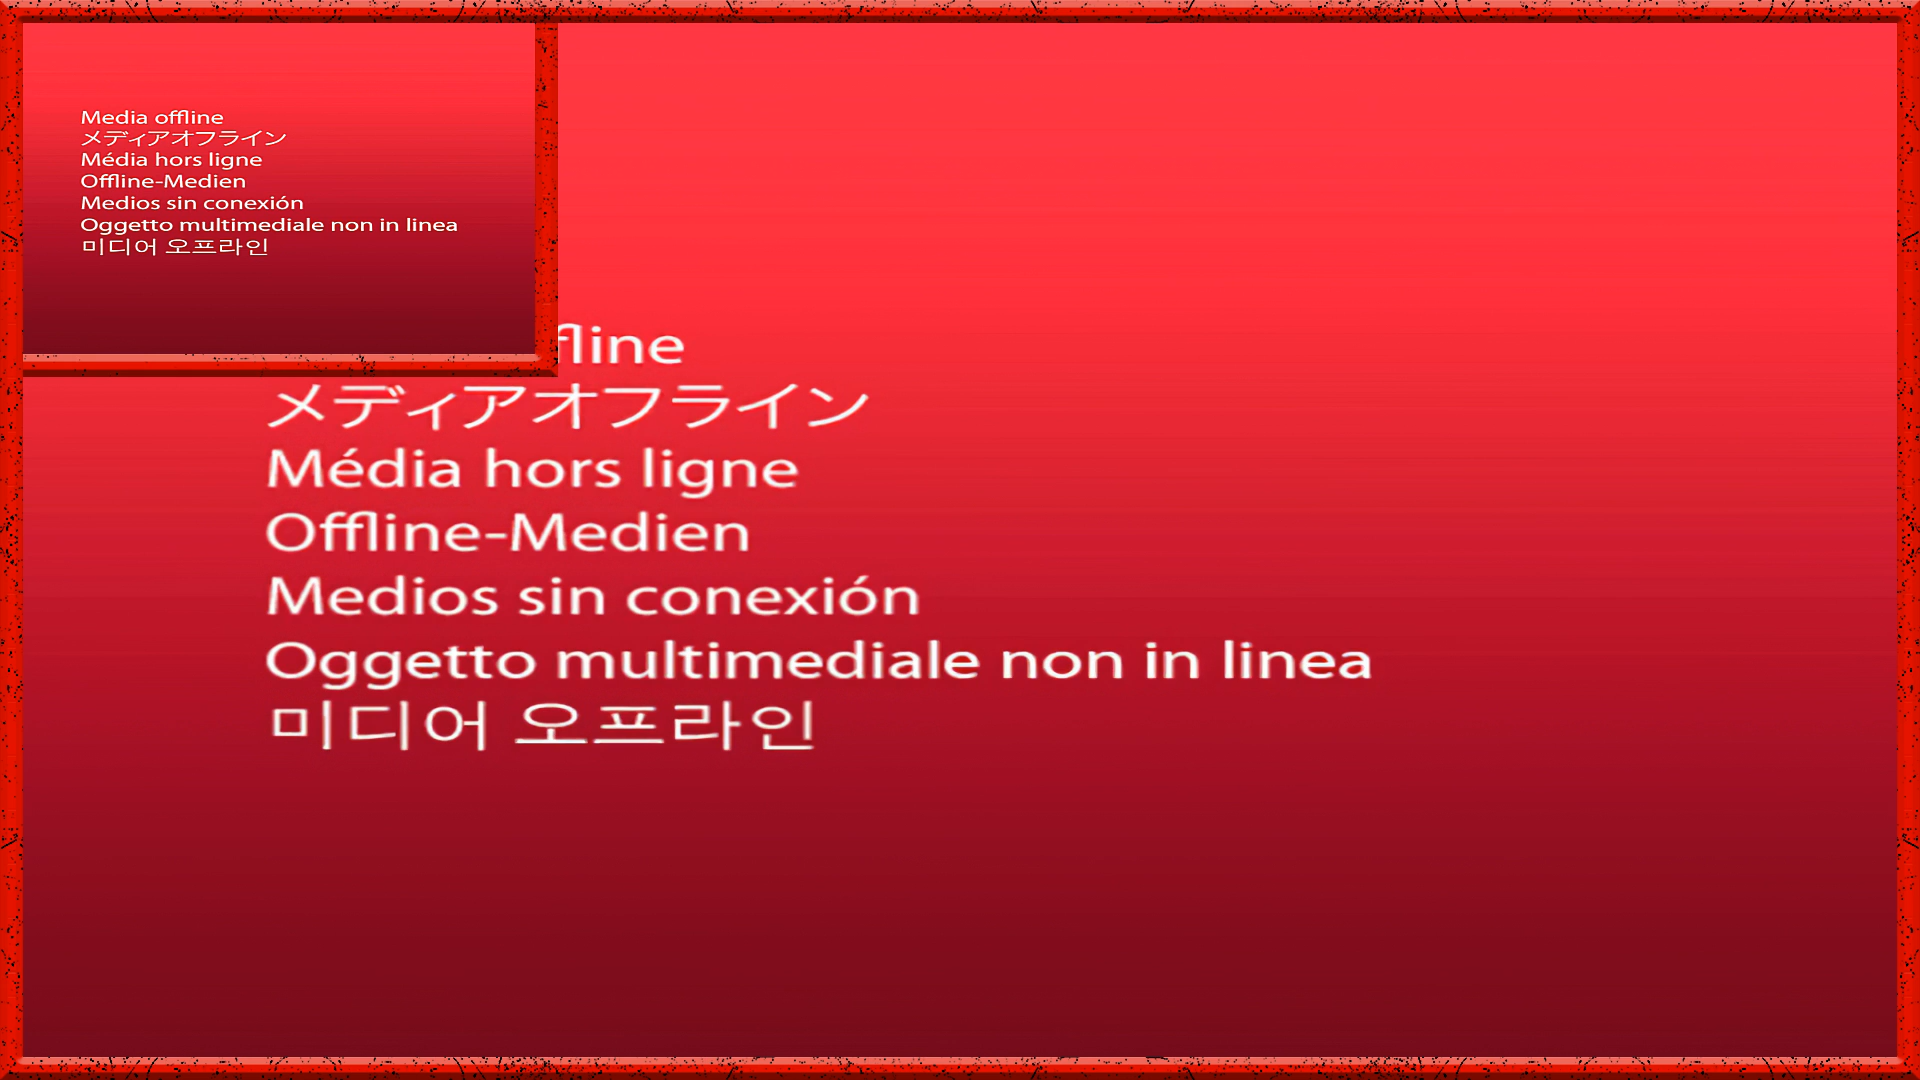 Media offline
メディアオフライン
Média hors ligne
Offline-Medien
Medios sin conexión
Oggetto multimediale non in linea
미디어 오프라인
fline
メディアオフライン
Média hors ligne
Offline-Medien
Medios sin conexión
Oggetto multimediale non in linea
미디어 오프라인